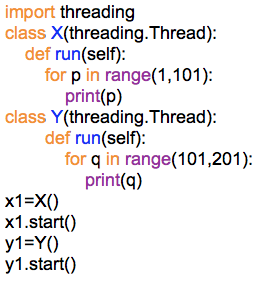 import threading
class X(threading.Thread):
    def run(self):
        for p in range(1,101):
            print(p)
class Y(threading.Thread):
        def run(self):
            for q in range(101,201):
                print(q)
x1=X()
x1.start()
y1=Y()
y1.start()